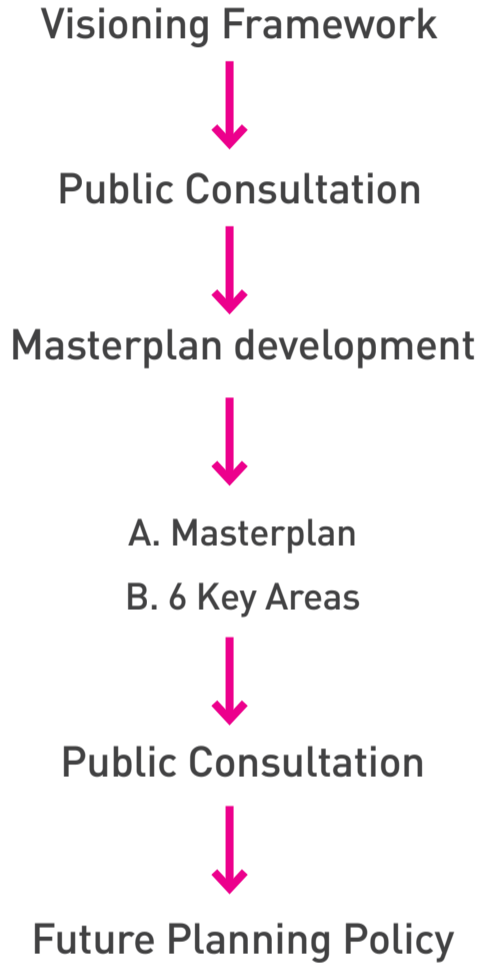 Visioning Framework
Public Consultation
Masterplan development
A. Masterplan
B. 6 Key Areas
Public Consultation
Future Planning Policy